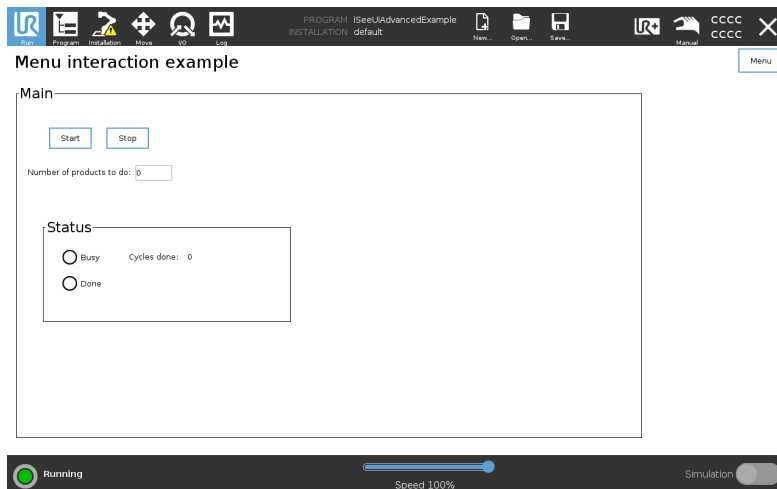 UR
Run
Program
Installation
Move
I/O
Log
PROGRAM iSeeUiAdvancedExample
INSTALLATION default
New...
Open...
Save...
UR+
Manual
CCCC
CCCC
Menu interaction example
Menu
Main
Start
Stop
Number of products to do: 0
Status
Busy
Cycles done: 0
Done
Running
Speed 100%
Simulation